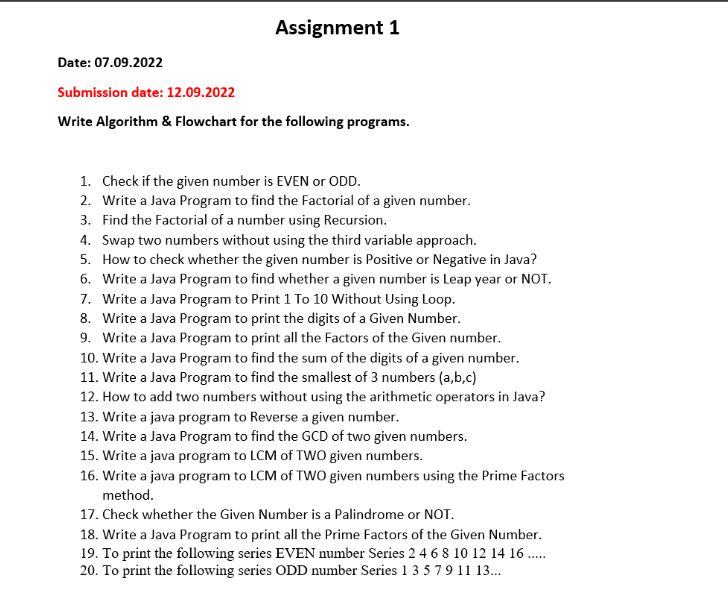 Assignment 1
Date: 07.09.2022
Submission date: 12.09.2022
Write Algorithm & Flowchart for the following programs.
1. Check if the given number is EVEN or ODD.
2. Write a Java Program to find the Factorial of a given number.
3. Find the Factorial of a number using Recursion.
4. Swap two numbers without using the third variable approach.
5. How to check whether the given number is Positive or Negative in Java?
6. Write a Java Program to find whether a given number is Leap year or NOT.
7. Write a Java Program to Print 1 To 10 Without Using Loop.
8. Write a Java Program to print the digits of a Given Number.
9. Write a Java Program to print all the Factors of the Given number.
10. Write a Java Program to find the sum of the digits of a given number.
11. Write a Java Program to find the smallest of 3 numbers (a,b,c)
12. How to add two numbers without using the arithmetic operators in Java?
13. Write a java program to Reverse a given number.
14. Write a Java Program to find the GCD of two given numbers.
15. Write a java program to LCM of TWO given numbers.
16. Write a java program to LCM of TWO given numbers using the Prime Factors
method.
17. Check whether the Given Number is a Palindrome or NOT.
18. Write a Java Program to print all the Prime Factors of the Given Number.
19. To print the following series EVEN number Series 2 4 6 8 10 12 14 16 .....
20. To print the following series ODD number Series 1 3 5 7 9 11 13...